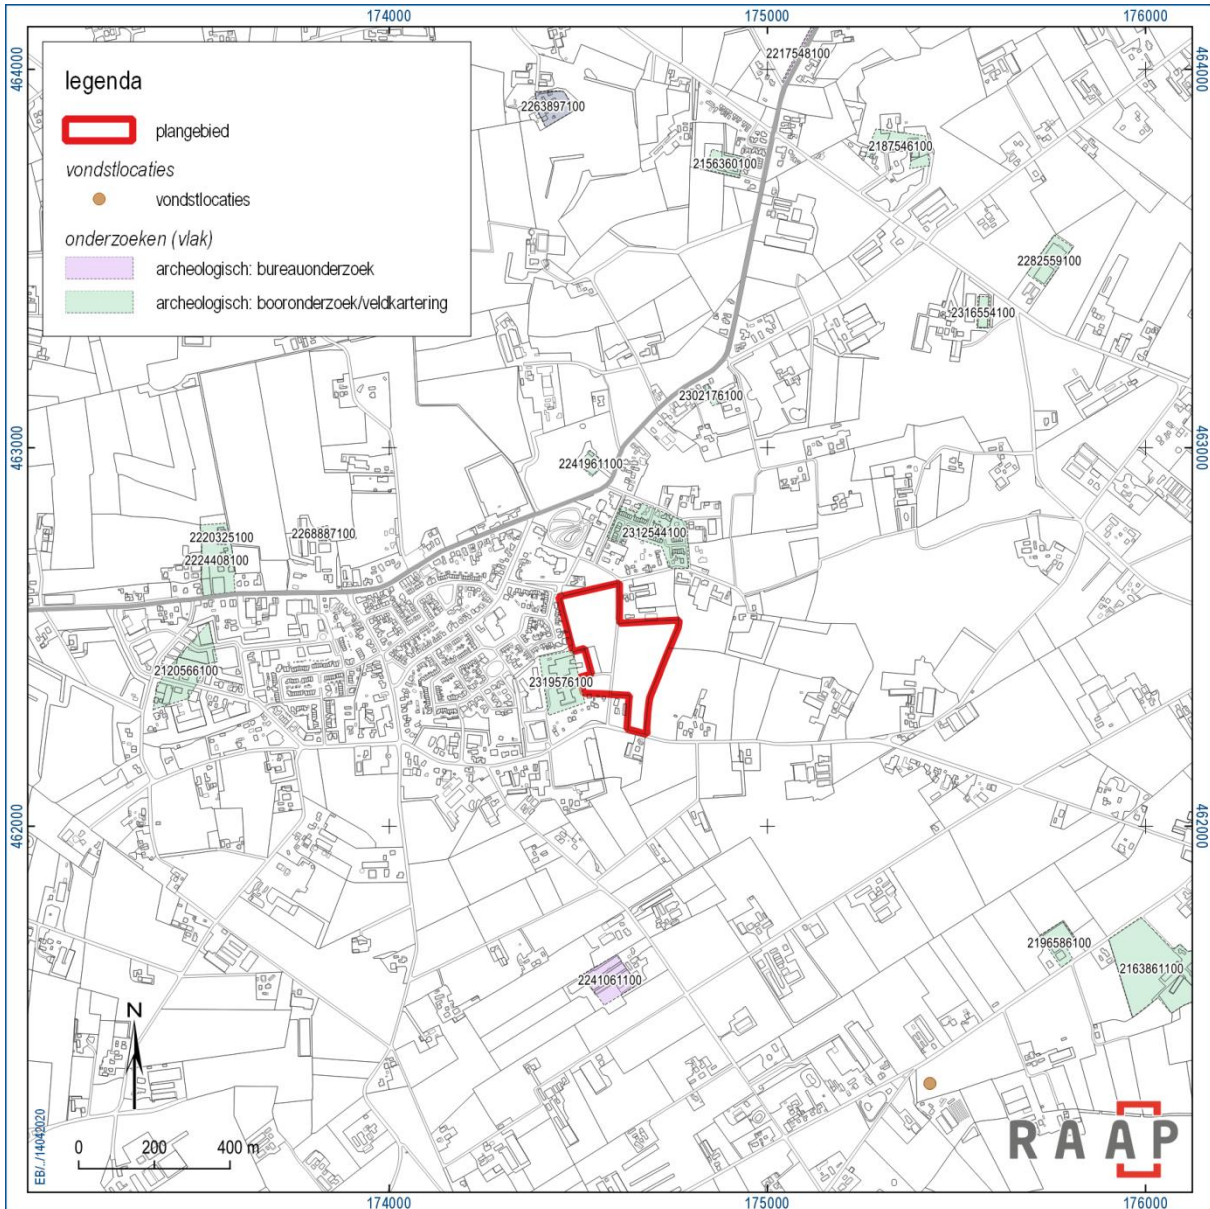 174000
175000
176000
464000
464000
legenda
plangebied
vondstlocaties
vondstlocaties
onderzoeken (vlak)
archeologisch: bureauonderzoek
archeologisch: booronderzoek/veldkartering
2217548100
2263897100
2187546100
2156360100
2282559100
2316554100
2302176100
463000
463000
2241961100
2220325100
2268887100
2312544100
2224408100
2120566100
2319576100
462000
462000
2196586100
2163861100
2241061100
N
EB/../14042020
0
200
400 m
RAAP
174000
175000
176000